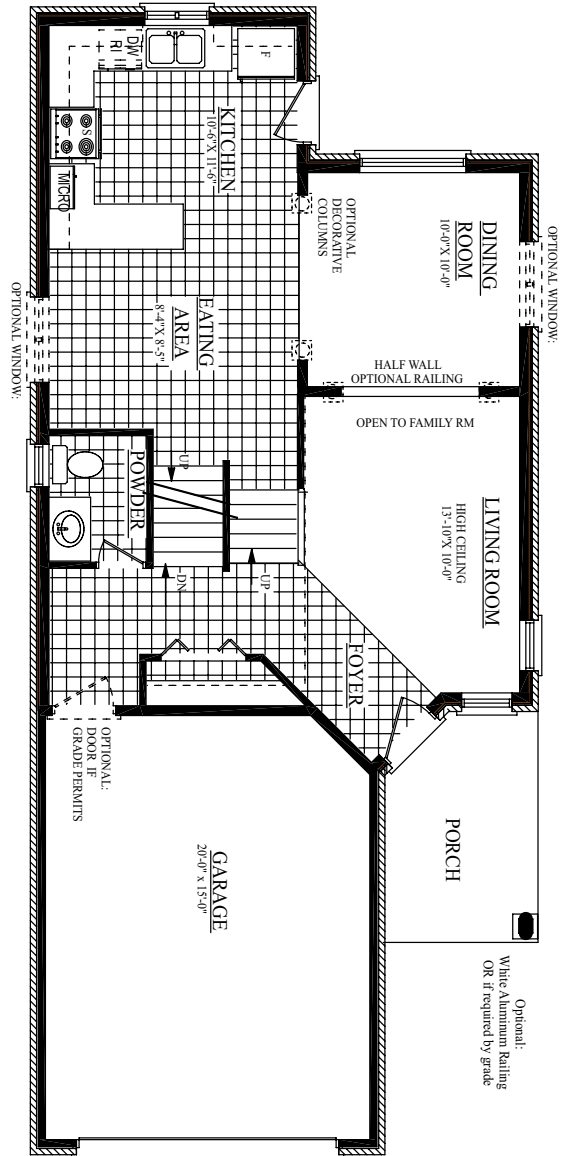 OPTIONAL WINDOW:
DW
RI
F
S
MICRO
KITCHEN
10'-6"X 11'-6"
OPTIONAL
DECORATIVE
COLUMNS
DINING
ROOM
10'-0"X 10'-0"
EATING
AREA
8'-4"X 8'-5"
OPTIONAL WINDOW:
HALF WALL
OPTIONAL RAILING
OPEN TO FAMILY RM
LIVING ROOM
HIGH CEILING
13'-10"X 10'-0"
POWDER
UP
DN
UP
FOYER
OPTIONAL:
DOOR IF
GRADE PERMITS
GARAGE
20'-0" x 15'-0"
PORCH
Optional:
White Aluminum Railing
OR if required by grade